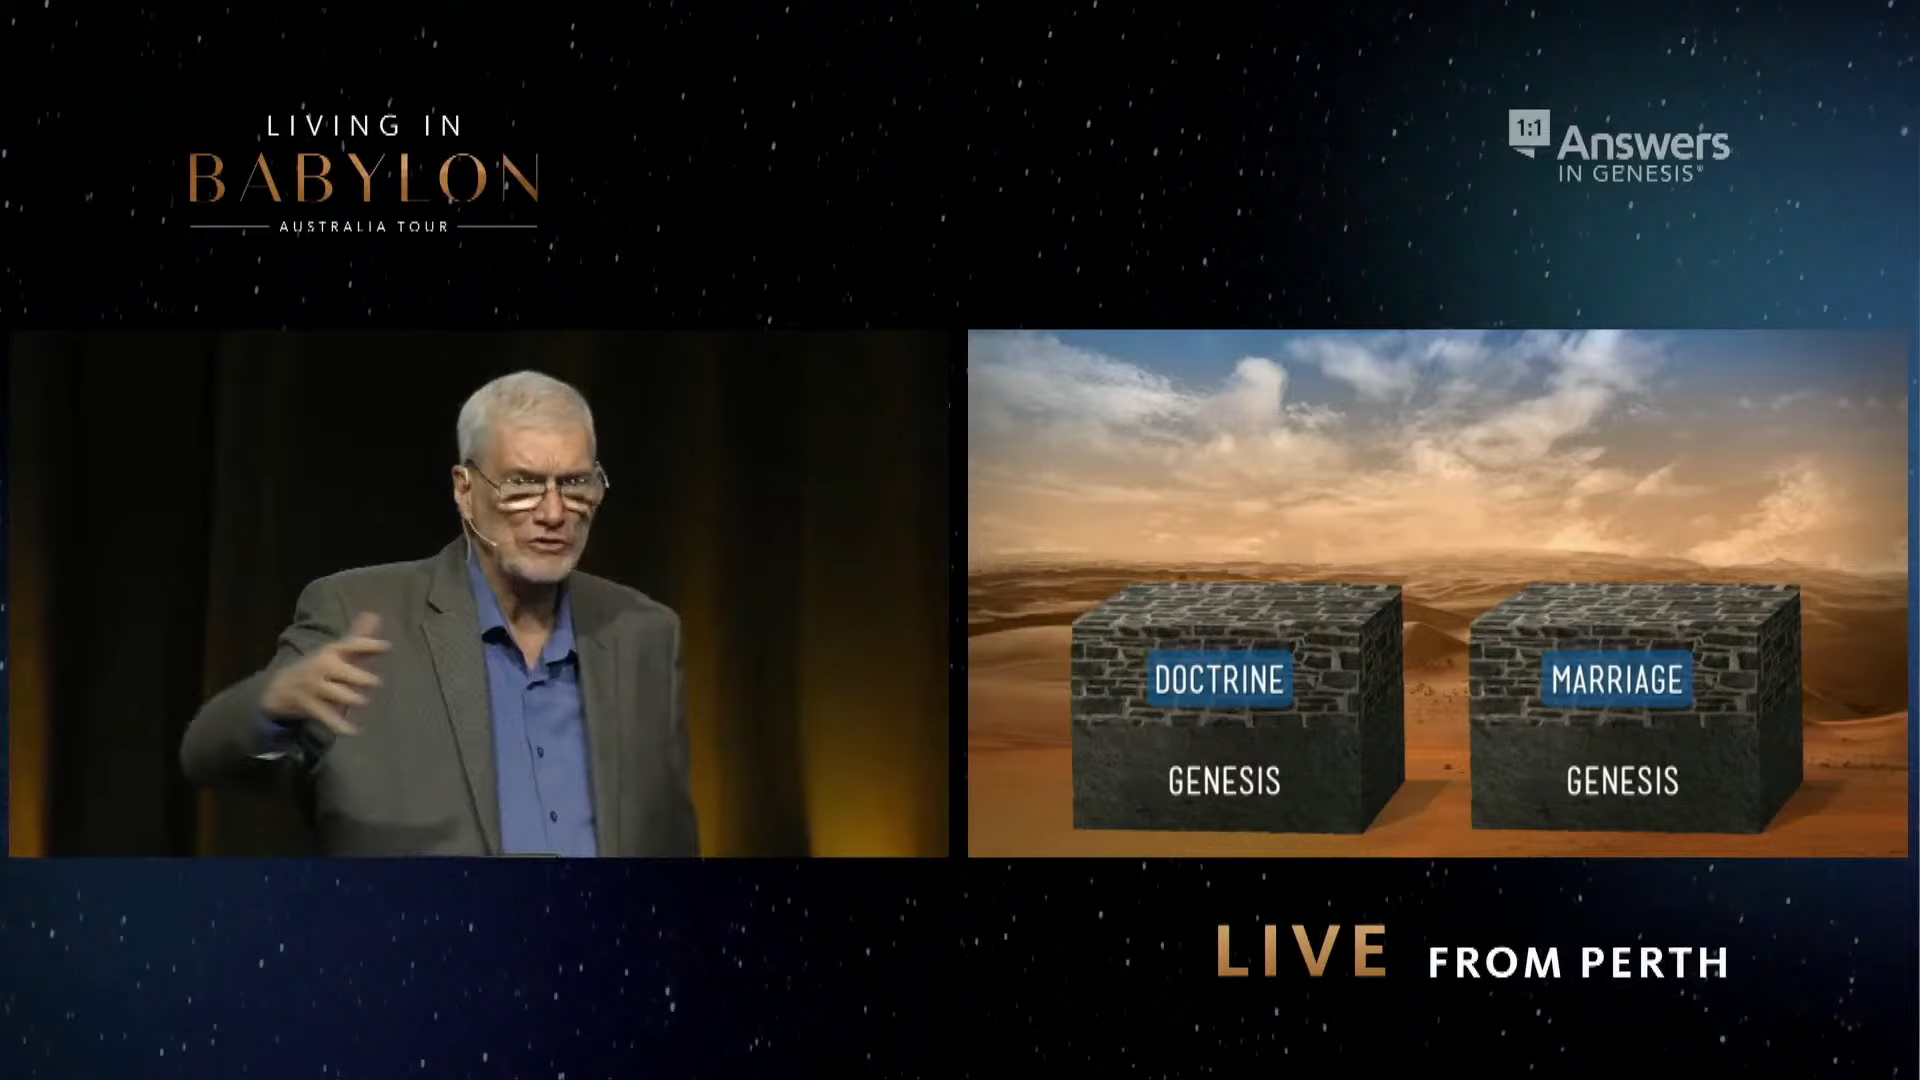 LIVING IN
BABYLON
AUSTRALIA TOUR
1:1
Answers
IN GENESIS®
DOCTRINE
GENESIS
MARRIAGE
GENESIS
LIVE FROM PERTH